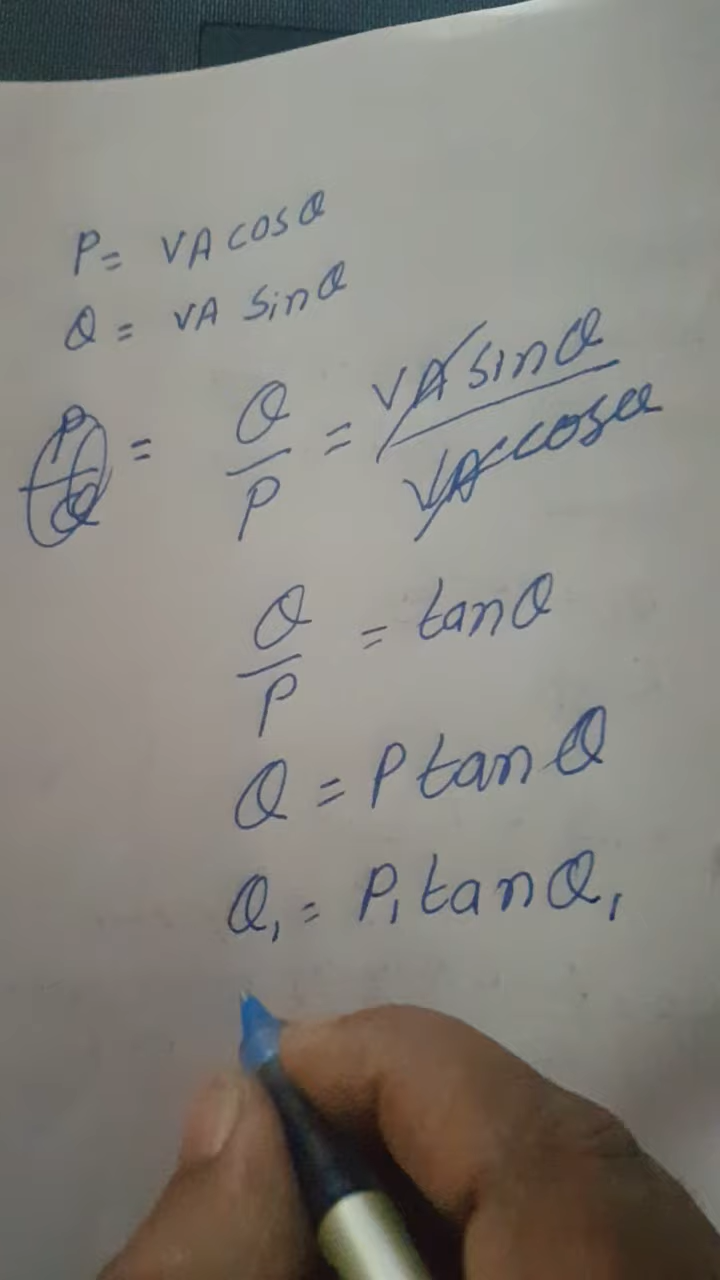 P = VA cosθ
Q = VA sinθ
P/Q = Q/P = VA sinθ / VA cosθ
Q/P = tanθ
Q = P tanθ
Q₁ = P₁ tanθ₁